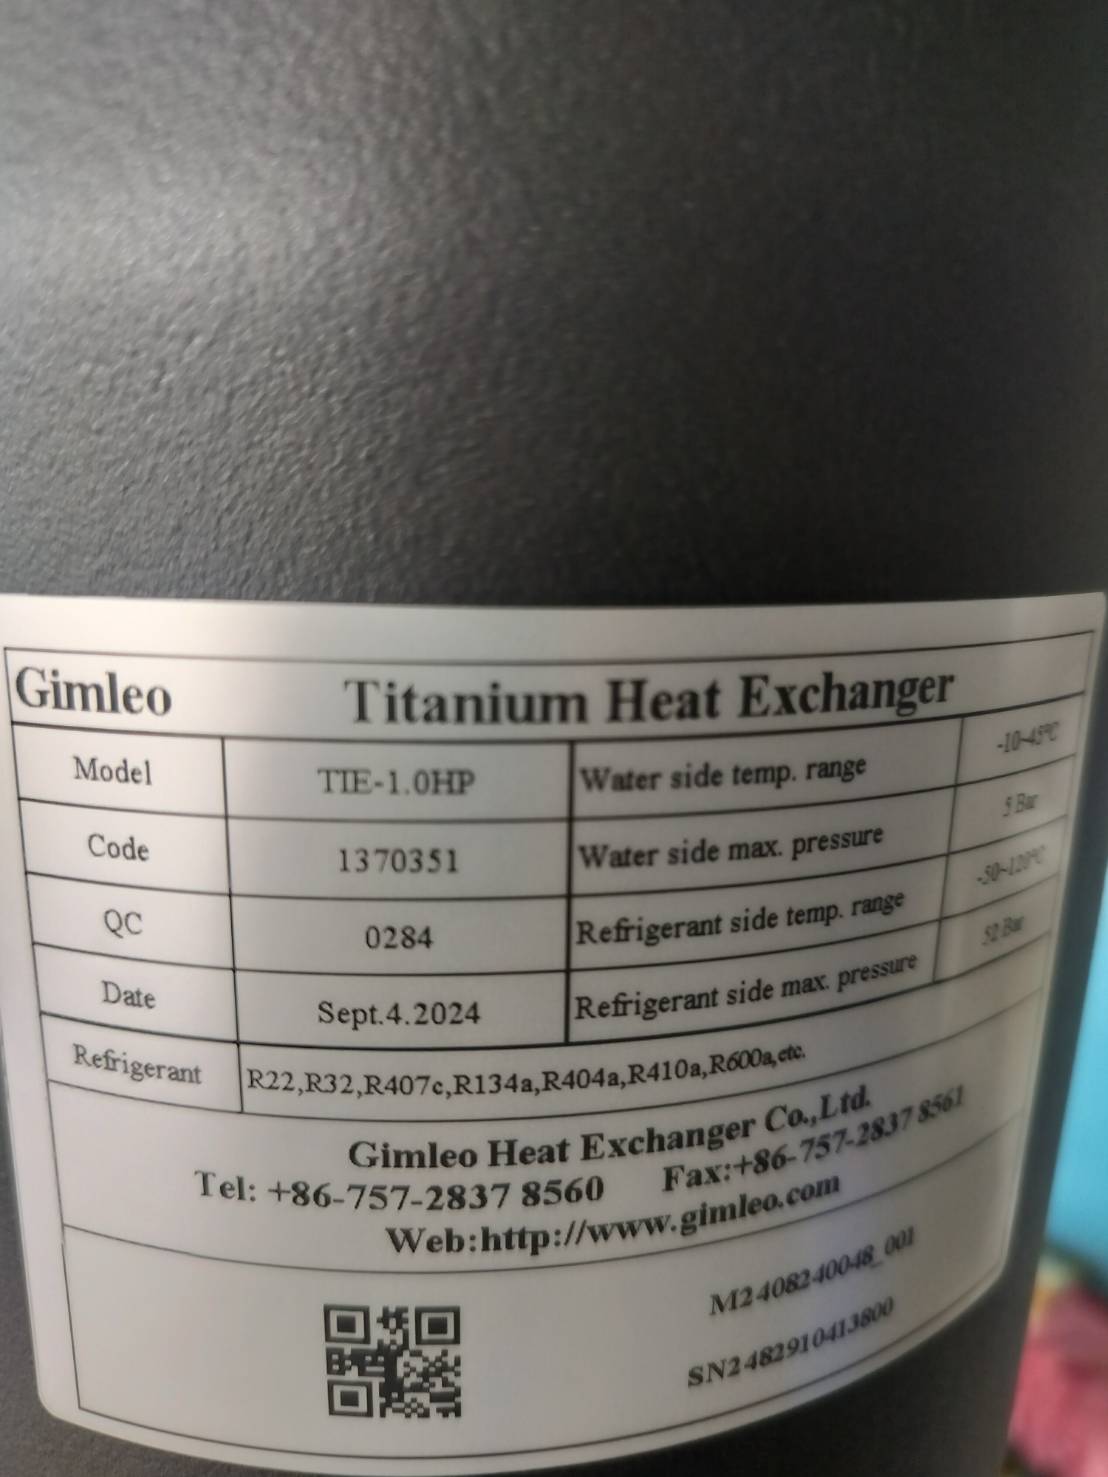 Gimleo Titanium Heat Exchanger
Model TIE-1.0HP Water side temp. range -10~45°C
Code 1370351 Water side max. pressure 5 Bar
QC 0284 Refrigerant side temp. range -50~120°C
Date Sept.4.2024 Refrigerant side max. pressure 52 Bar
Refrigerant R22,R32,R407c,R134a,R404a,R410a,R600a,etc.
Gimleo Heat Exchanger Co.,Ltd.
Tel: +86-757-2837 8560 Fax:+86-757-2837 8561
Web:http://www.gimleo.com
M2408240048_001
SN2482910413800